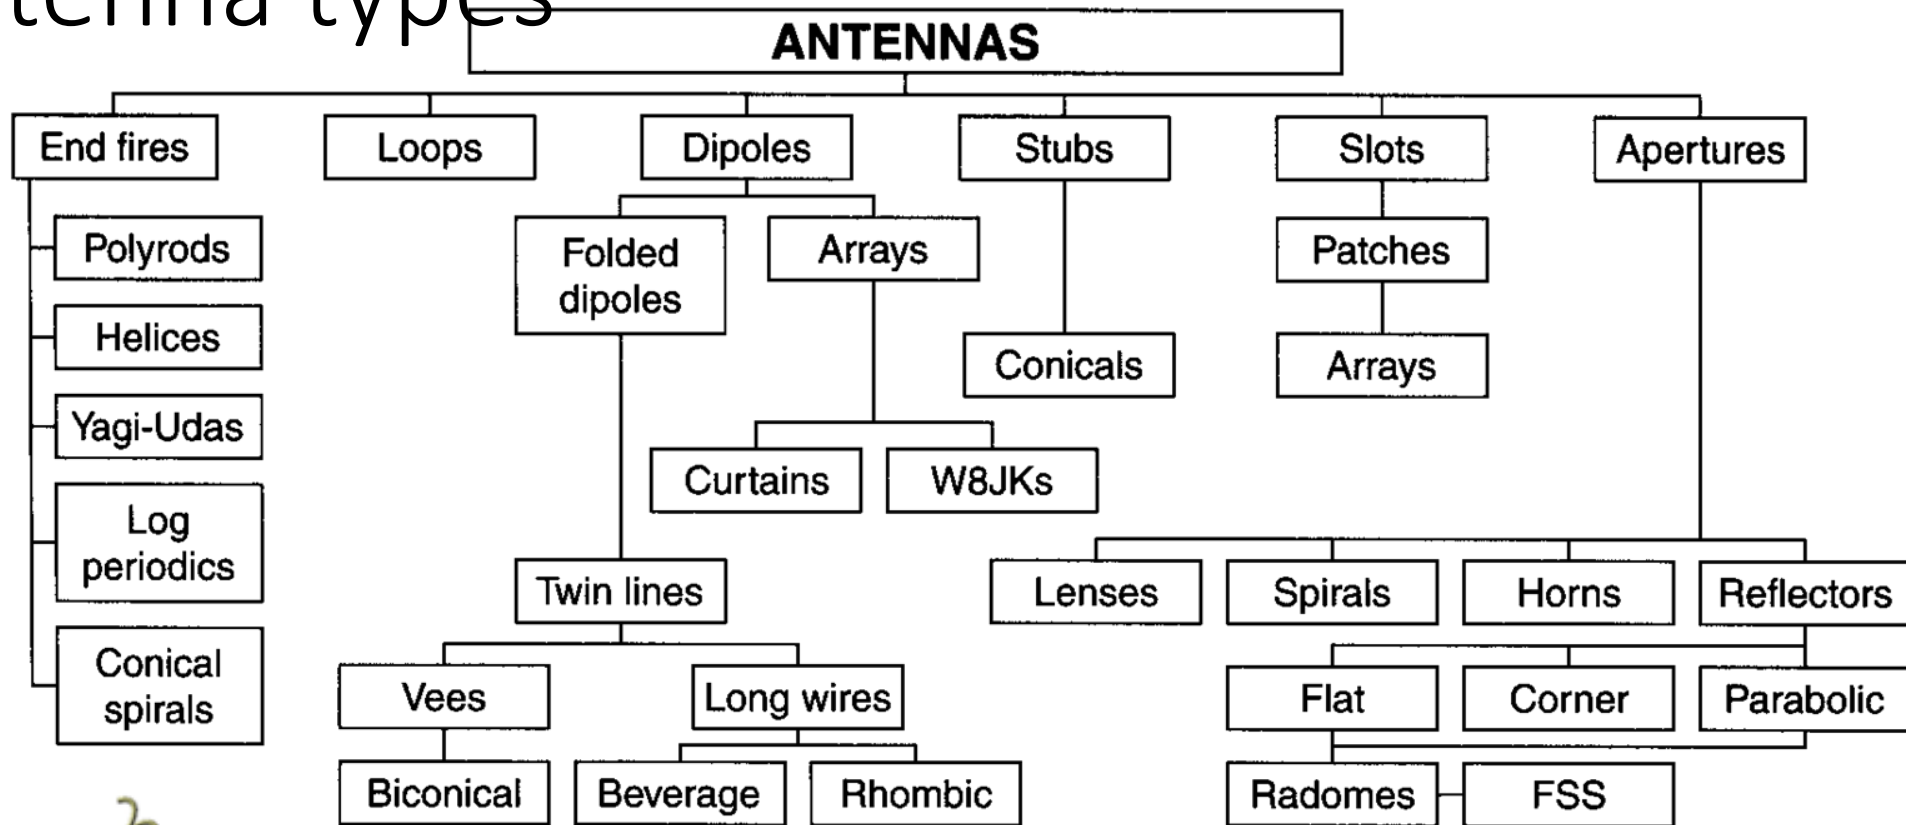 tenna types
ANTENNAS
End fires
Loops
Dipoles
Stubs
Slots
Apertures
Polyrods
Folded
dipoles
Arrays
Patches
Helices
Conicals
Arrays
Yagi-Udas
Curtains
W8JKs
Log
periodics
Twin lines
Lenses
Spirals
Horns
Reflectors
Conical
spirals
Vees
Long wires
Flat
Corner
Parabolic
Biconical
Beverage
Rhombic
Radomes
FSS